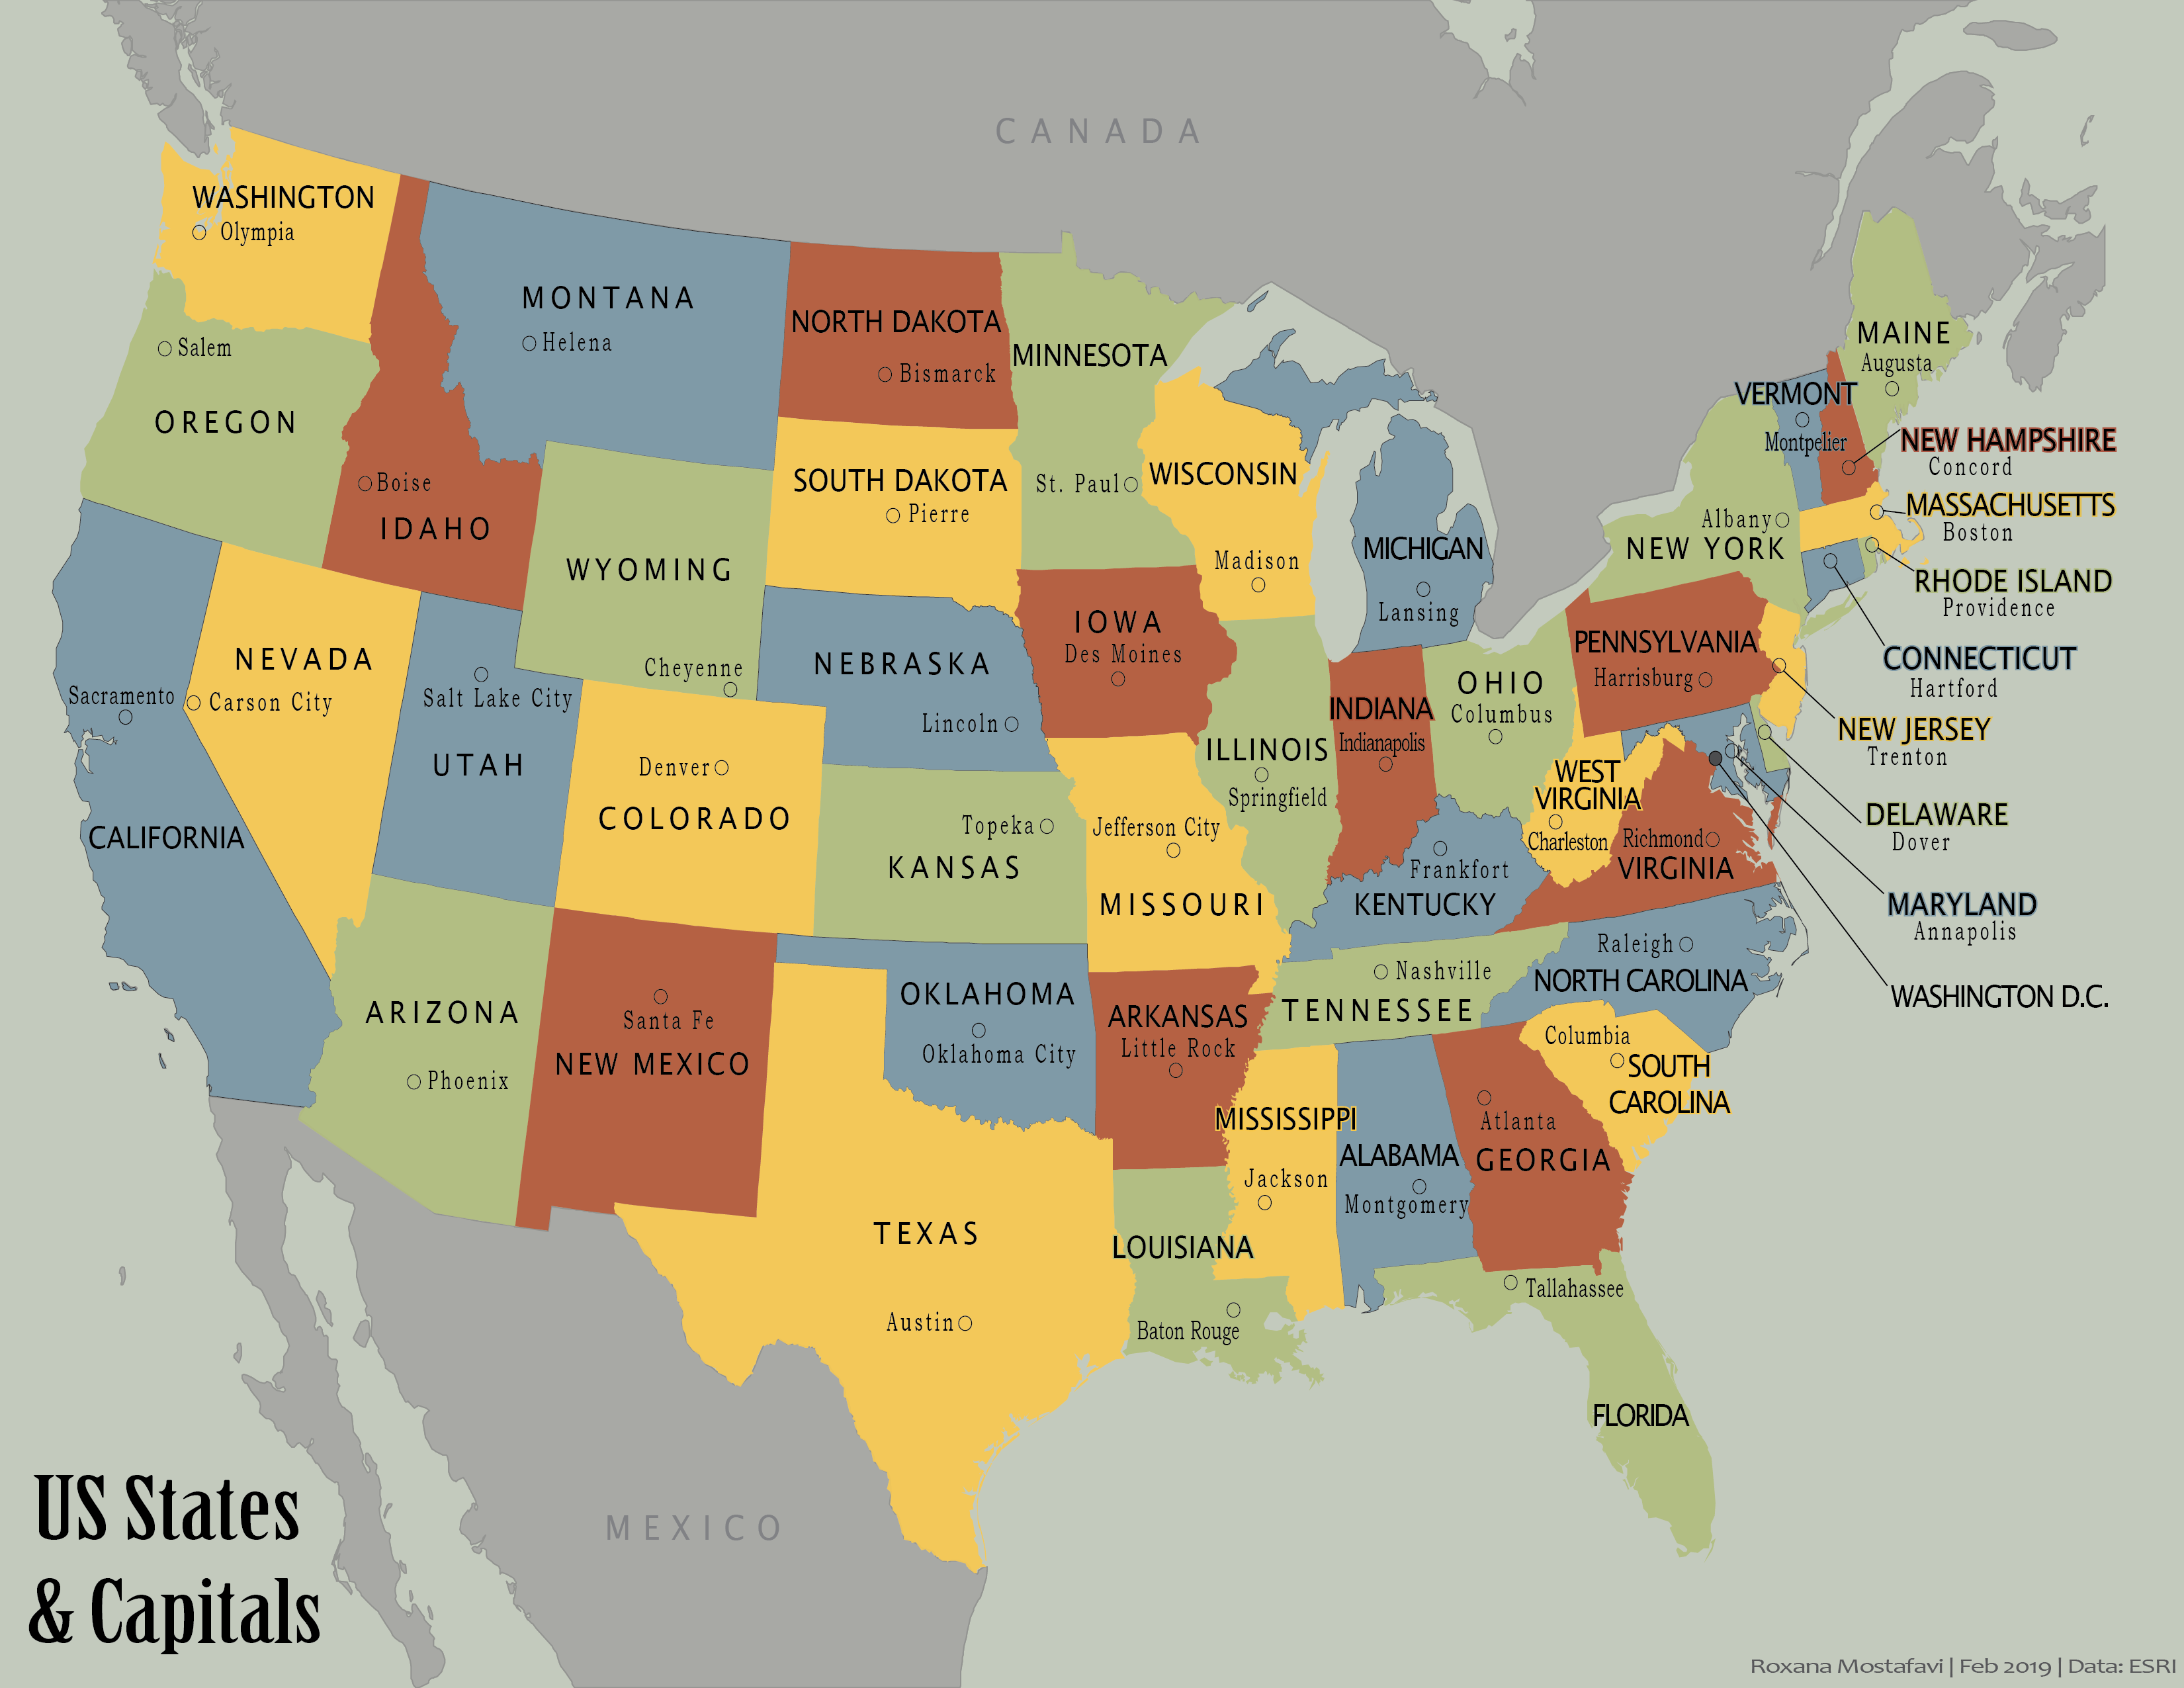 CANADA
WASHINGTON
Olympia
MONTANA
Helena
NORTH DAKOTA
Bismarck
MINNESOTA
St. Paul
MAINE
Augusta
VERMONT
Montpelier
NEW HAMPSHIRE
Concord
Salem
OREGON
Boise
IDAHO
SOUTH DAKOTA
Pierre
WISCONSIN
Madison
MICHIGAN
Lansing
Albany
NEW YORK
MASSACHUSETTS
Boston
RHODE ISLAND
Providence
CONNECTICUT
Hartford
WYOMING
Cheyenne
NEBRASKA
Lincoln
IOWA
Des Moines
PENNSYLVANIA
Harrisburg
NEW JERSEY
Trenton
NEVADA
Carson City
Sacramento
CALIFORNIA
Salt Lake City
UTAH
Denver
COLORADO
Topeka
KANSAS
Jefferson City
MISSOURI
ILLINOIS
Springfield
INDIANA
Indianapolis
OHIO
Columbus
WEST
VIRGINIA
Charleston
Richmond
VIRGINIA
DELAWARE
Dover
MARYLAND
Annapolis
WASHINGTON D.C.
Frankfort
KENTUCKY
Raleigh
NORTH CAROLINA
Nashville
TENNESSEE
ARIZONA
Phoenix
Santa Fe
NEW MEXICO
OKLAHOMA
Oklahoma City
ARKANSAS
Little Rock
Columbia
SOUTH
CAROLINA
MISSISSIPPI
Jackson
ALABAMA
Montgomery
Atlanta
GEORGIA
TEXAS
Austin
LOUISIANA
Baton Rouge
Tallahassee
FLORIDA
MEXICO
US States
& Capitals
Roxana Mostafavi | Feb 2019 | Data: ESRI